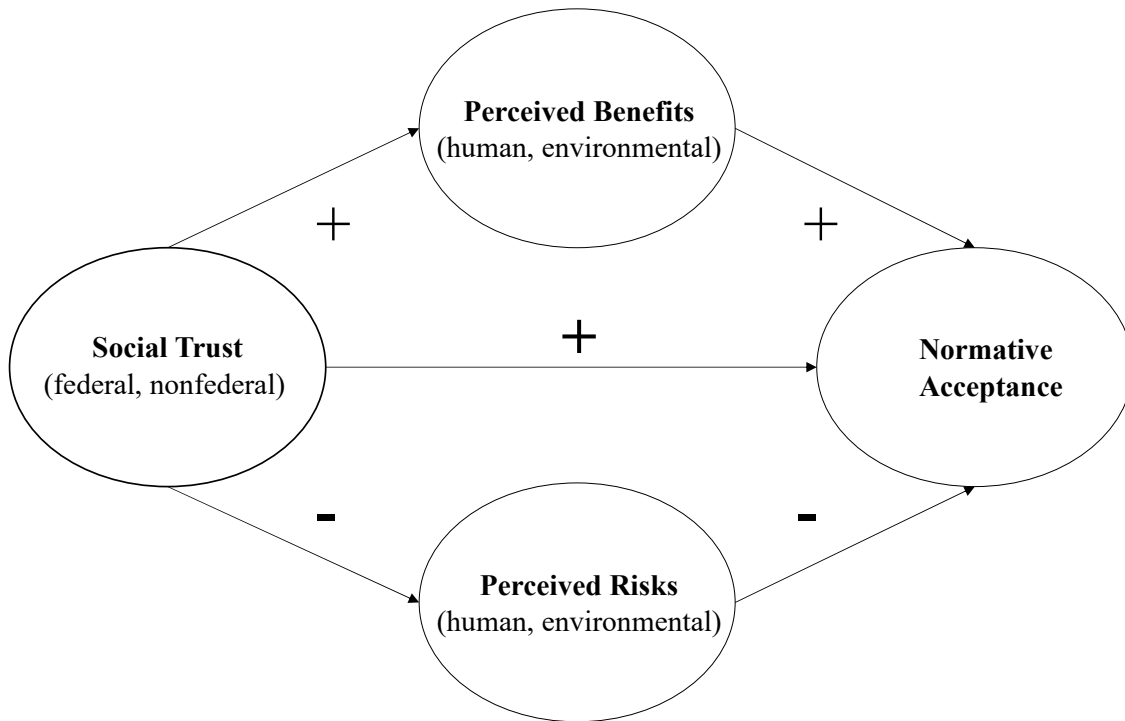 Perceived Benefits
(human, environmental)
+
+
Social Trust
(federal, nonfederal)
+
Normative
Acceptance
-
-
Perceived Risks
(human, environmental)